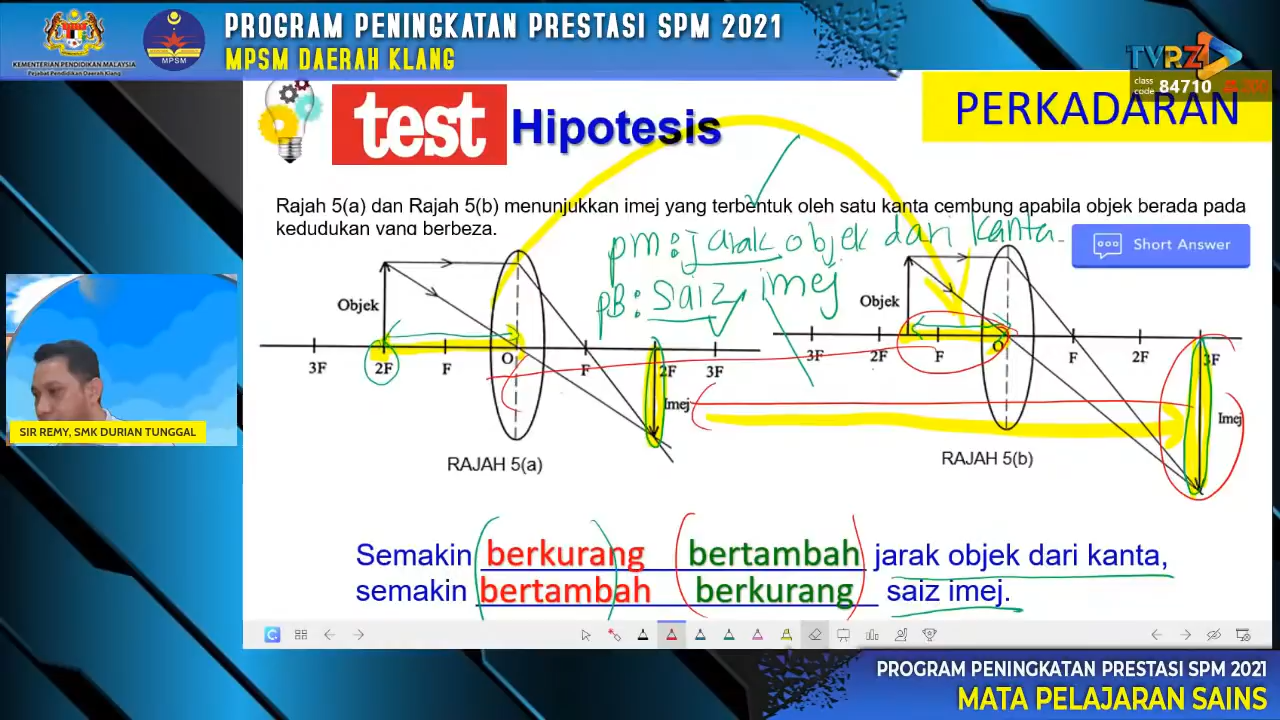 PROGRAM PENINGKATAN PRESTASI SPM 2021
MPSM DAERAH KLANG
KEMENTERIAN PENDIDIKAN MALAYSIA
Pejabat Pendidikan Daerah Klang
MPSM
TVRZ
class code 84710
200
test Hipotesis
PERKADARAN
Rajah 5(a) dan Rajah 5(b) menunjukkan imej yang terbentuk oleh satu kanta cembung apabila objek berada pada
kedudukan yang berbeza.
pm: jarak objek dari kanta
pB: saiz imej
Short Answer
Objek
3F 2F F O F 2F 3F
Imej
RAJAH 5(a)
Objek
3F 2F F O F 2F 3F
Imej
RAJAH 5(b)
SIR REMY, SMK DURIAN TUNGGAL
Semakin berkurang bertambah jarak objek dari kanta,
semakin bertambah berkurang saiz imej.
PROGRAM PENINGKATAN PRESTASI SPM 2021
MATA PELAJARAN SAINS